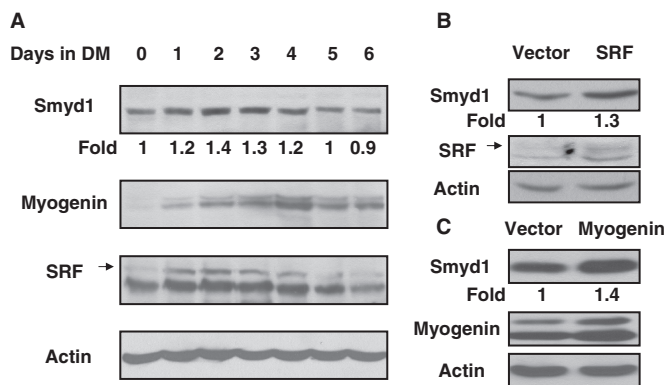 A
Days in DM 0 1 2 3 4 5 6
Smyd1
Fold 1 1.2 1.4 1.3 1.2 1 0.9
Myogenin
SRF
Actin
B
Vector SRF
Smyd1
Fold 1 1.3
SRF
Actin
C
Vector Myogenin
Smyd1
Fold 1 1.4
Myogenin
Actin